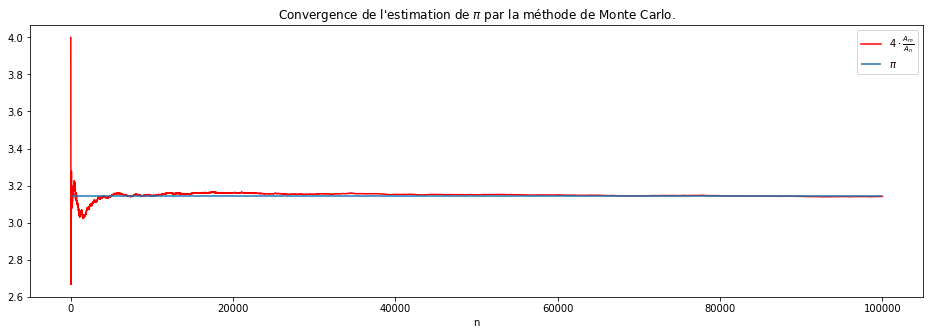 Convergence de l'estimation de π par la méthode de Monte Carlo.
4.0
3.8
3.6
3.4
3.2
3.0
2.8
2.6
0 20000 40000 60000 80000 100000
n
4 · Am/An
π